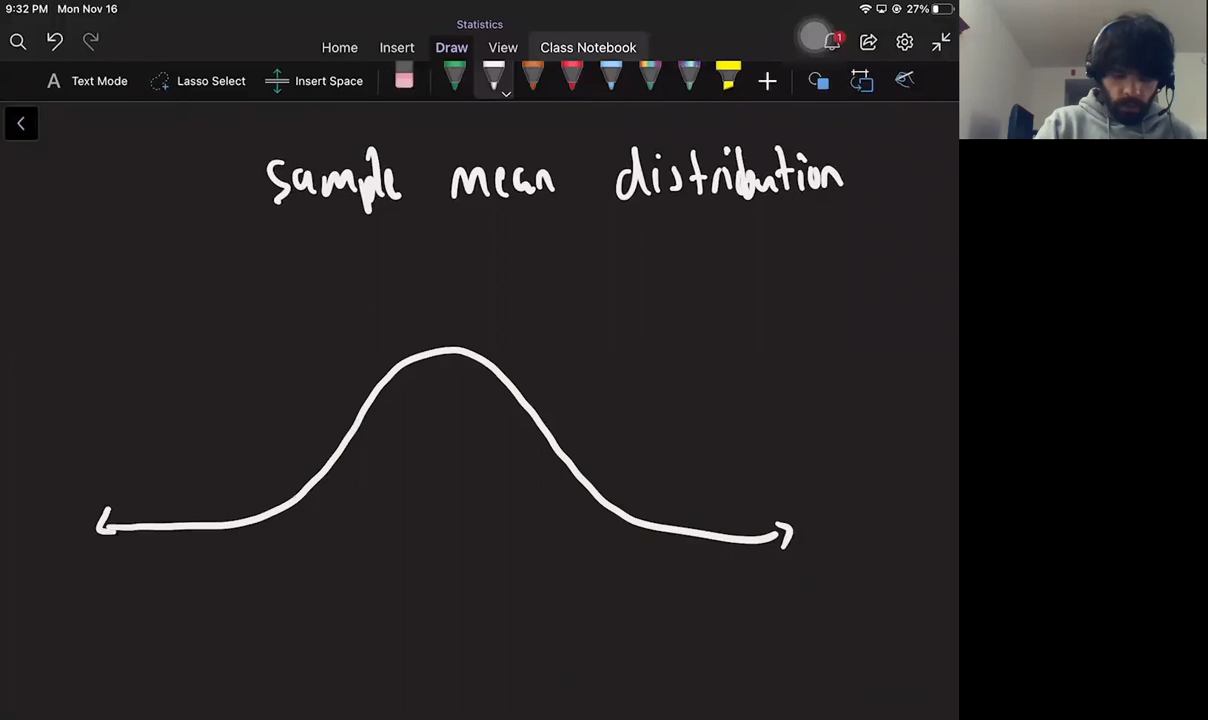 9:32 PM Mon Nov 16
27%
Statistics
Home Insert Draw View Class Notebook
1
A Text Mode Lasso Select Insert Space
sample mean distribution